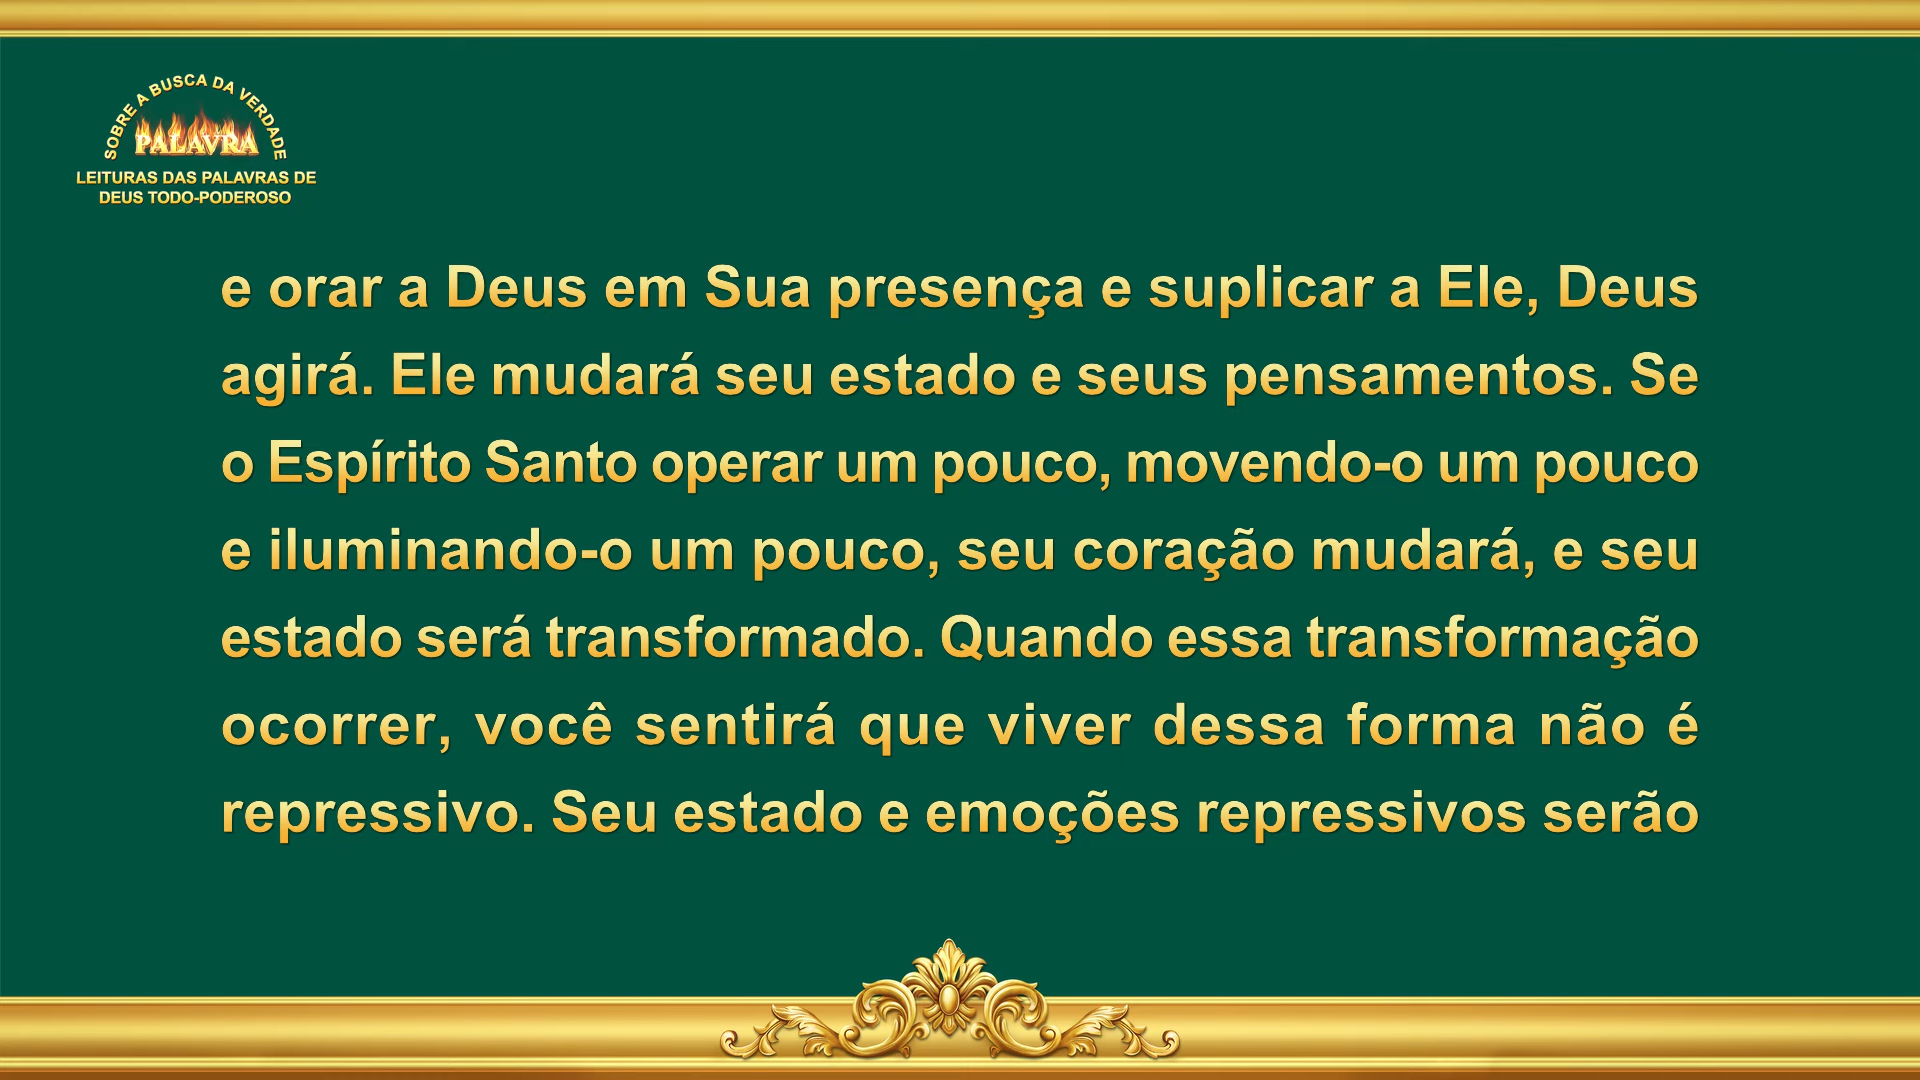 SOBRE A BUSCA DA VERDADE
PALAVRA
LEITURAS DAS PALAVRAS DE
DEUS TODO-PODEROSO
e orar a Deus em Sua presença e suplicar a Ele, Deus
agirá. Ele mudará seu estado e seus pensamentos. Se
o Espírito Santo operar um pouco, movendo-o um pouco
e iluminando-o um pouco, seu coração mudará, e seu
estado será transformado. Quando essa transformação
ocorrer, você sentirá que viver dessa forma não é
repressivo. Seu estado e emoções repressivos serão